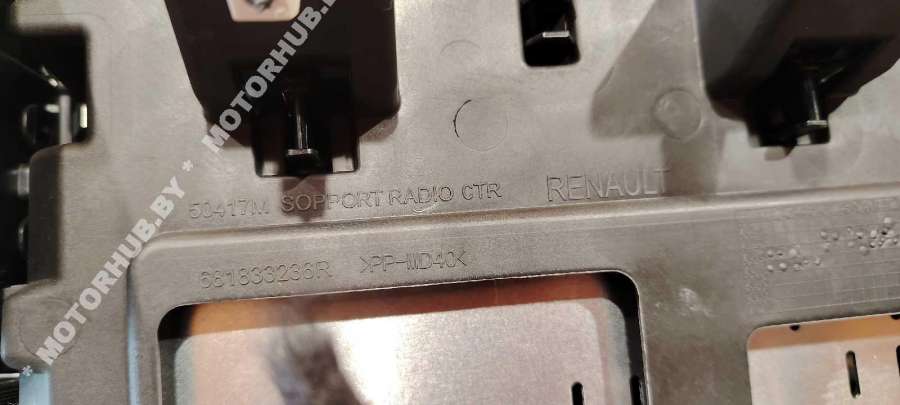 * MOTORHUB.BY * MOTORHUB.BY *
50417M SOPPORT RADIO CTR RENAULT
681833236R >PP-MD40<